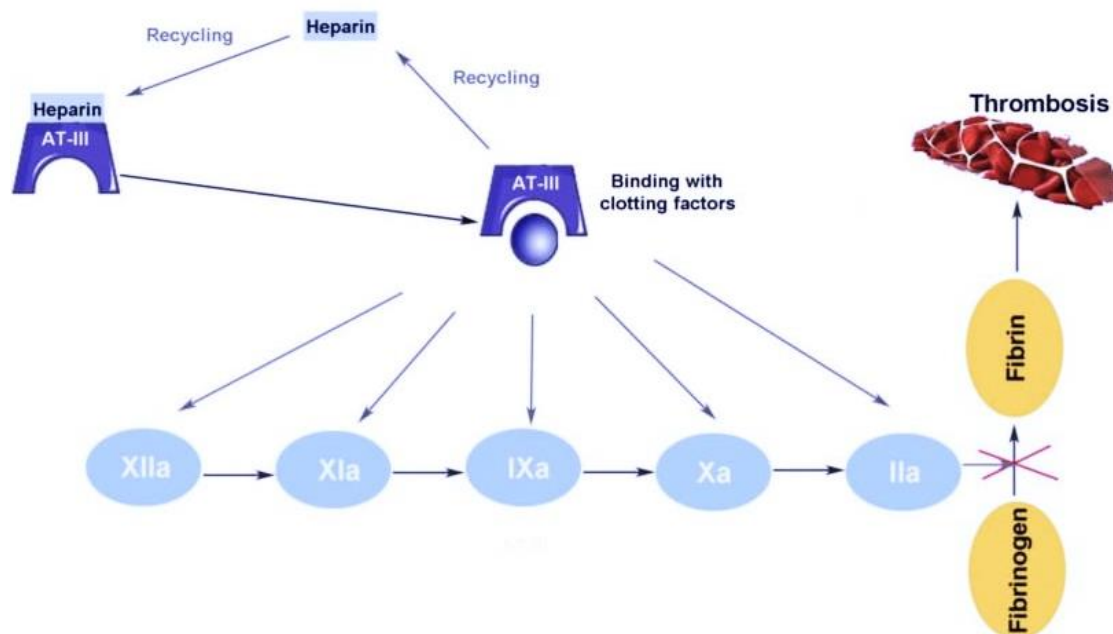 Heparin
Recycling
Recycling
Heparin
AT-III
AT-III
Binding with
clotting factors
Thrombosis
Fibrin
XIIa
XIa
IXa
Xa
IIa
Fibrinogen